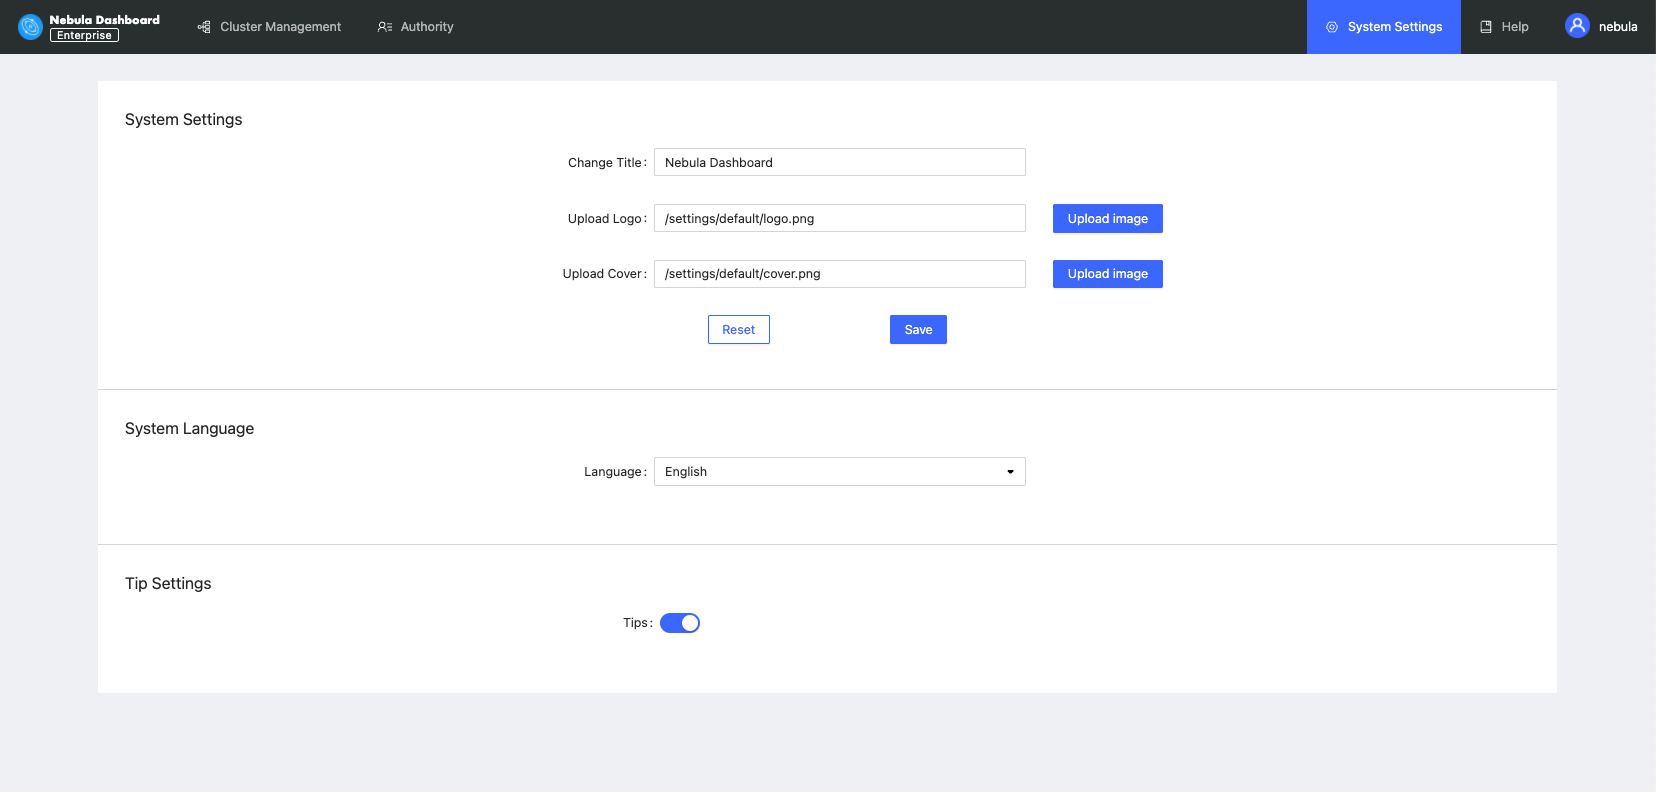 Nebula Dashboard
Enterprise
Cluster Management
Authority
System Settings
Help
nebula
System Settings
Change Title:
Nebula Dashboard
Upload Logo:
/settings/default/logo.png
Upload image
Upload Cover:
/settings/default/cover.png
Upload image
Reset
Save
System Language
Language:
English
Tip Settings
Tips: